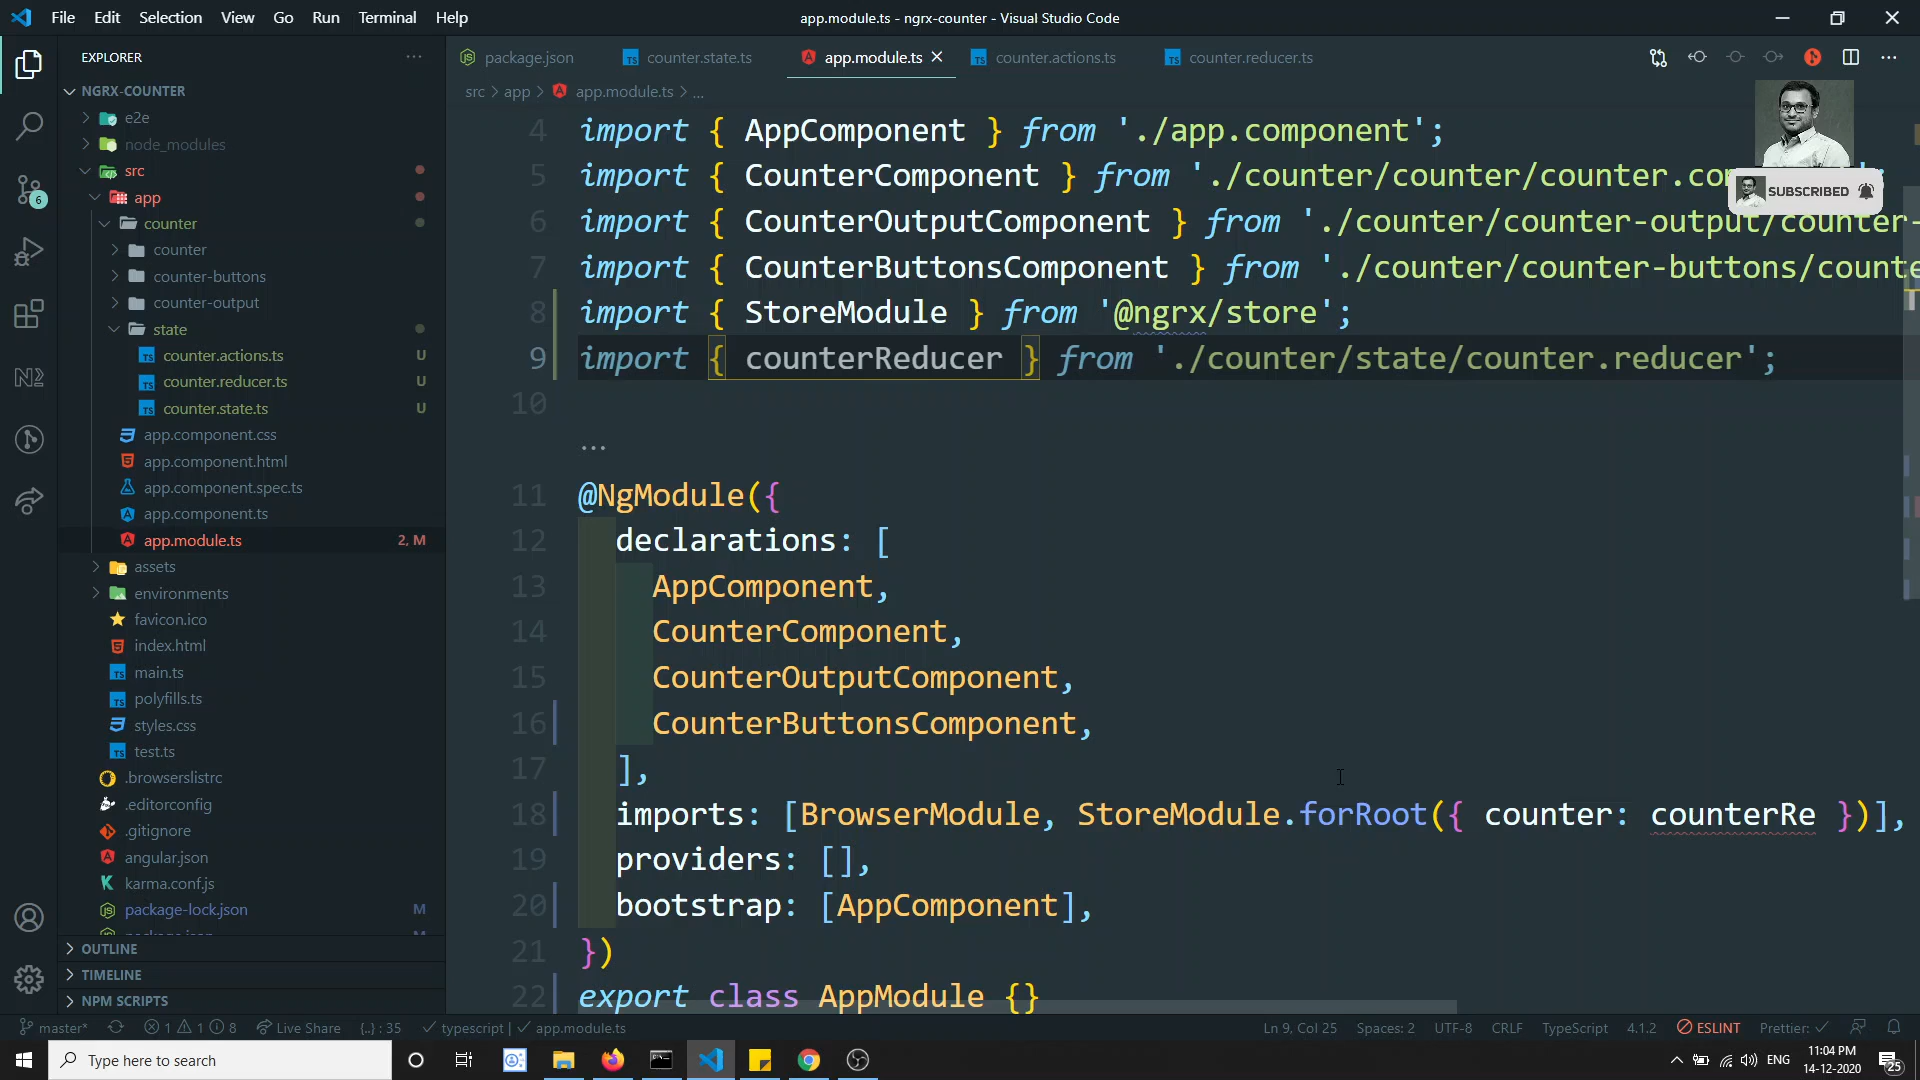 File Edit Selection View Go Run Terminal Help
app.module.ts - ngrx-counter - Visual Studio Code
EXPLORER
NGRX-COUNTER
e2e
node_modules
src
app
counter
counter
counter-buttons
counter-output
state
counter.actions.ts U
counter.reducer.ts U
counter.state.ts U
app.component.css
app.component.html
app.component.spec.ts
app.component.ts
app.module.ts 2, M
assets
environments
favicon.ico
index.html
main.ts
polyfills.ts
styles.css
test.ts
.browserslistrc
.editorconfig
.gitignore
angular.json
karma.conf.js
package-lock.json M
OUTLINE
TIMELINE
NPM SCRIPTS
6
package.json counter.state.ts app.module.ts counter.actions.ts counter.reducer.ts
src > app > app.module.ts > ...
SUBSCRIBED
4 import { AppComponent } from './app.component';
5 import { CounterComponent } from './counter/counter/counter.co
6 import { CounterOutputComponent } from './counter/counter-output/counter-
7 import { CounterButtonsComponent } from './counter/counter-buttons/counte
8 import { StoreModule } from '@ngrx/store';
9 import { counterReducer } from './counter/state/counter.reducer';
10
...
11 @NgModule({
12 declarations: [
13 AppComponent,
14 CounterComponent,
15 CounterOutputComponent,
16 CounterButtonsComponent,
17 ],
18 imports: [BrowserModule, StoreModule.forRoot({ counter: counterRe })],
19 providers: [],
20 bootstrap: [AppComponent],
21 })
22 export class AppModule {}
master* 1 1 8 Live Share {..} : 35 typescript | app.module.ts
Ln 9, Col 25 Spaces: 2 UTF-8 CRLF TypeScript 4.1.2 ESLINT Prettier:
Type here to search
ENG
11:04 PM
14-12-2020
25